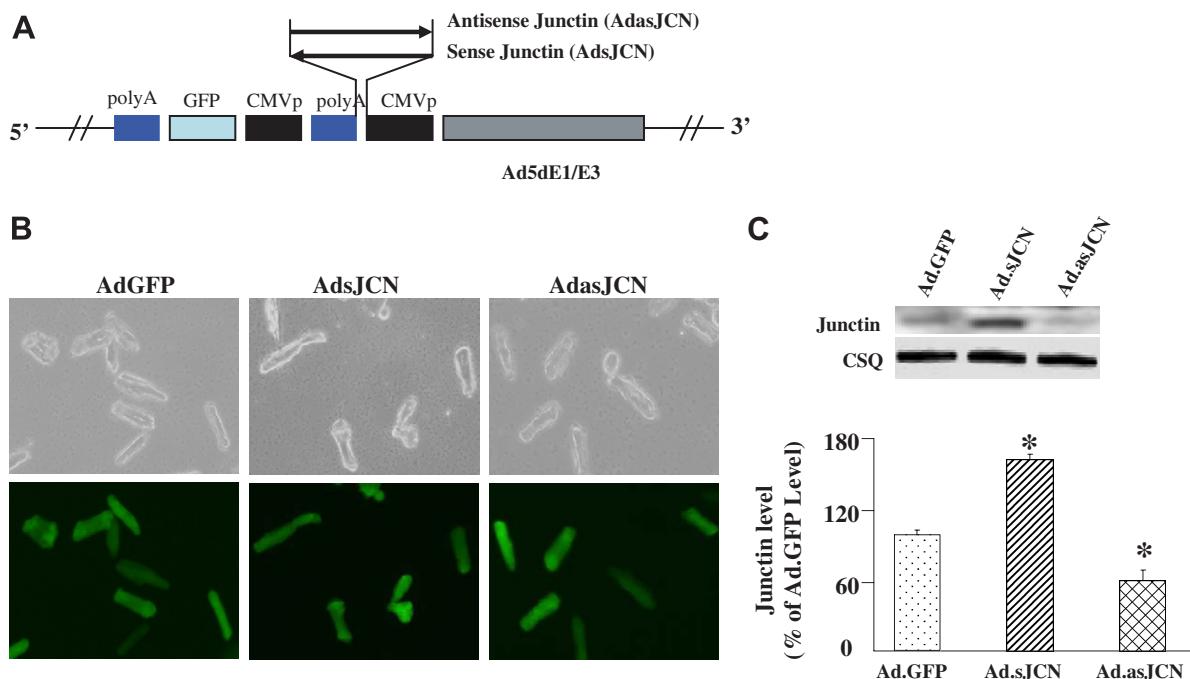 A
Antisense Junctin (AdasJCN)
Sense Junctin (AdsJCN)
polyA GFP CMVp polyA CMVp
5’ 3’
Ad5dE1/E3
B
AdGFP AdsJCN AdasJCN
C
Ad.GFP Ad.sJCN Ad.asJCN
Junctin
CSQ
Junctin level
( % of Ad.GFP Level)
180
120
60
0
* *
Ad.GFP Ad.sJCN Ad.asJCN